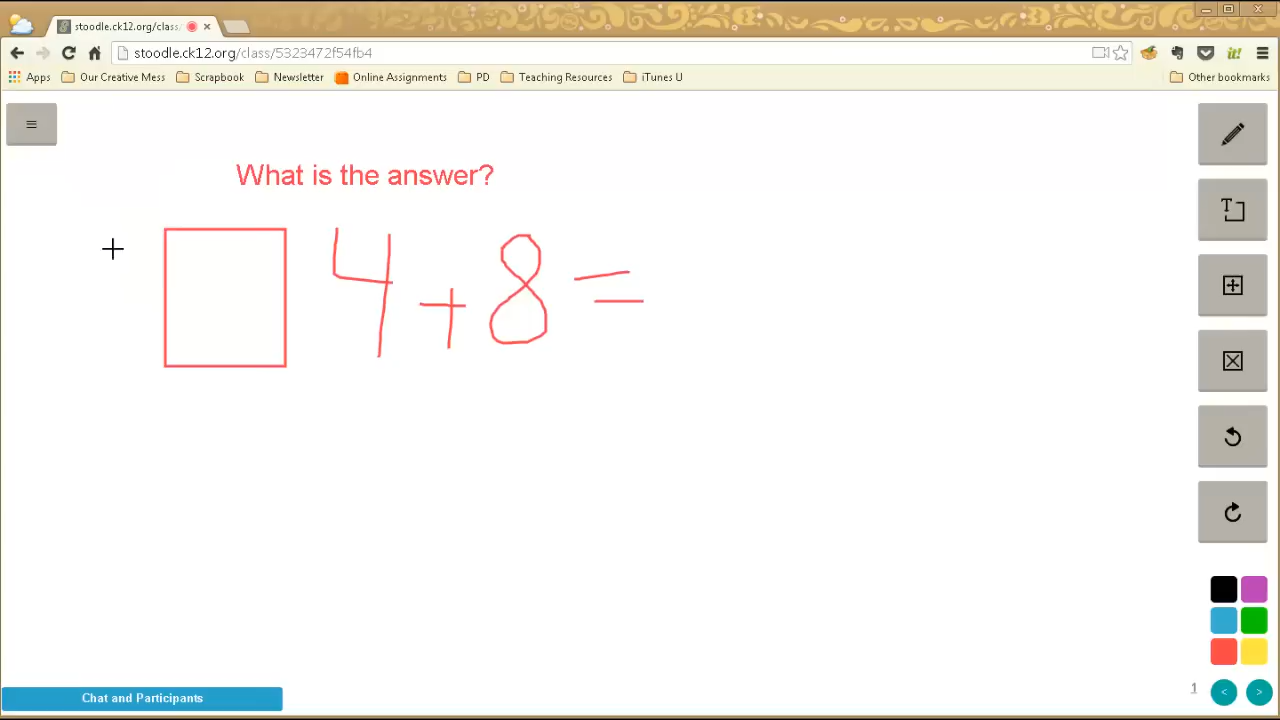 stoodle.ck12.org/class/
stoodle.ck12.org/class/5323472f54fb4
Apps Our Creative Mess Scrapbook Newsletter Online Assignments PD Teaching Resources iTunes U Other bookmarks
it!
What is the answer?
4 + 8 =
T
1
< >
Chat and Participants